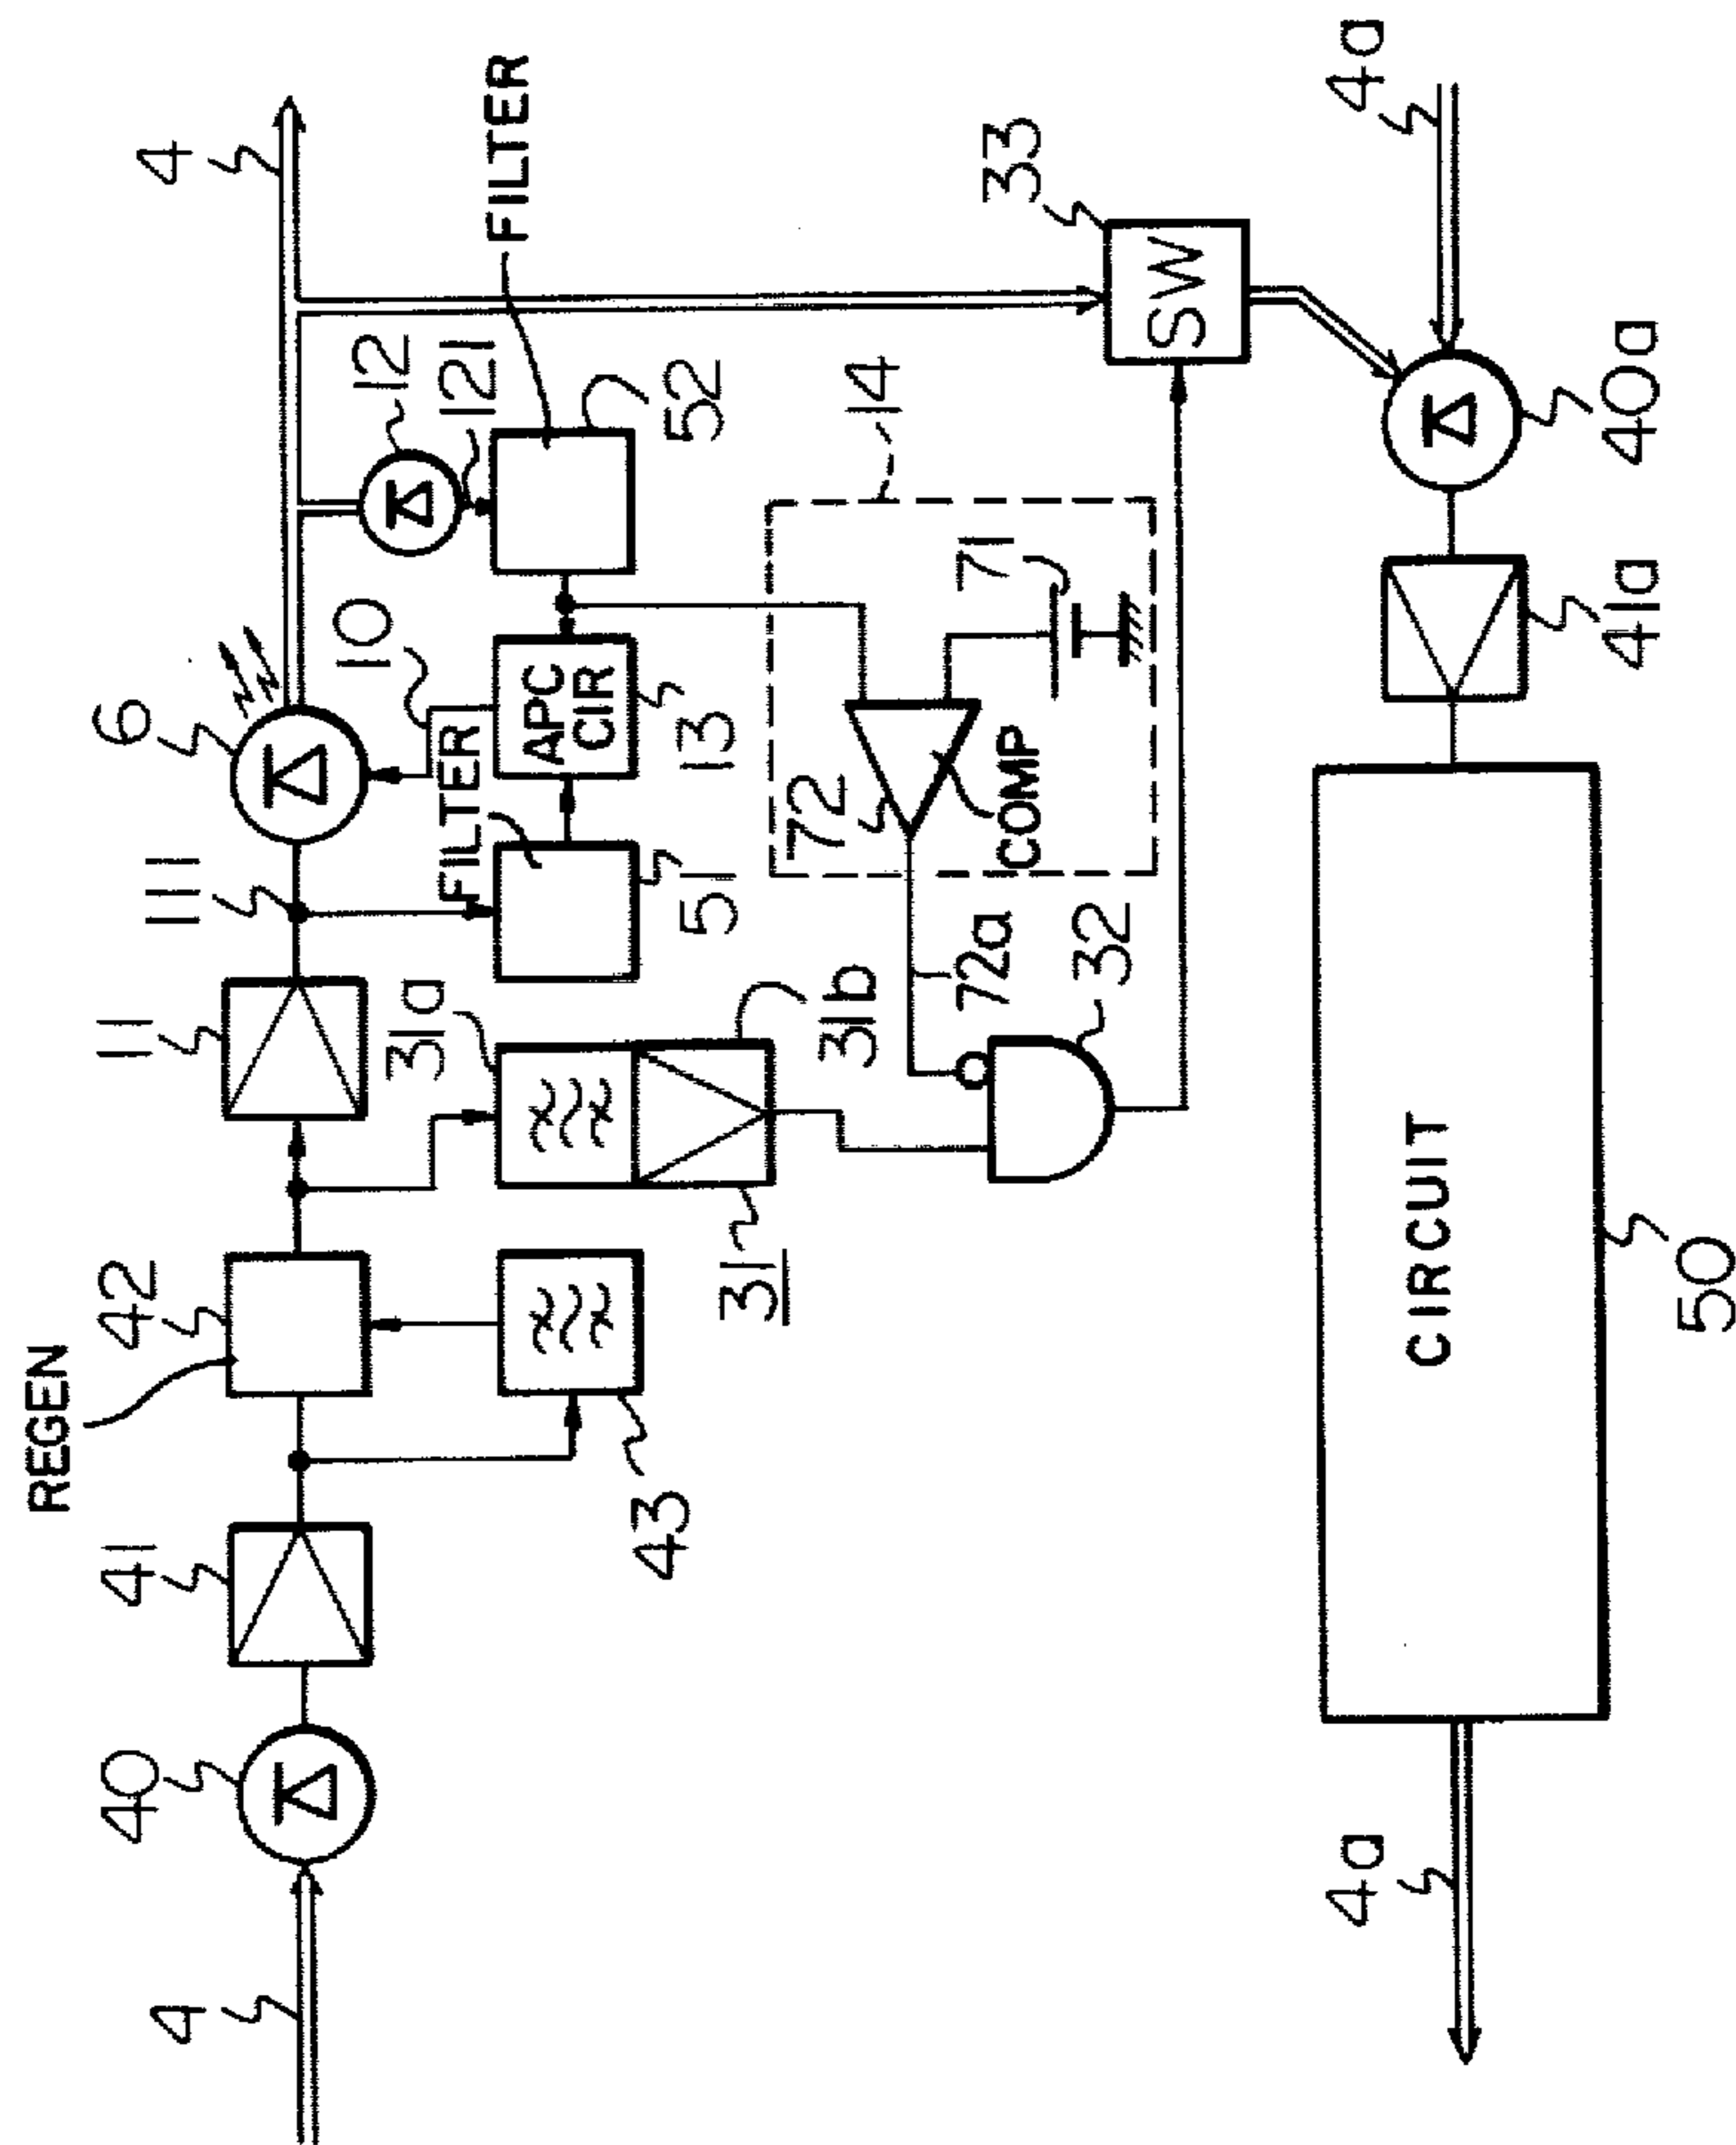 4
40
41
REGEN
42
43
11
31a
31b
31
111
6
10
FILTER
51
APC
CIR
13
12
121
52
FILTER
4
14
71
72
COMP
72a
32
33
SW
4a
40a
41a
CIRCUIT
50
4a